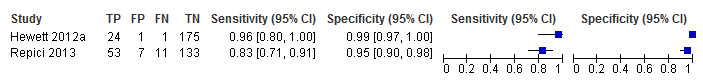 Study TP FP FN TN Sensitivity (95% CI) Specificity (95% CI) Sensitivity (95% CI) Specificity (95% CI)
Hewett 2012a 24 1 1 175 0.96 [0.80, 1.00] 0.99 [0.97, 1.00]
Repici 2013 53 7 11 133 0.83 [0.71, 0.91] 0.95 [0.90, 0.98]
0 0.2 0.4 0.6 0.8 1 0 0.2 0.4 0.6 0.8 1